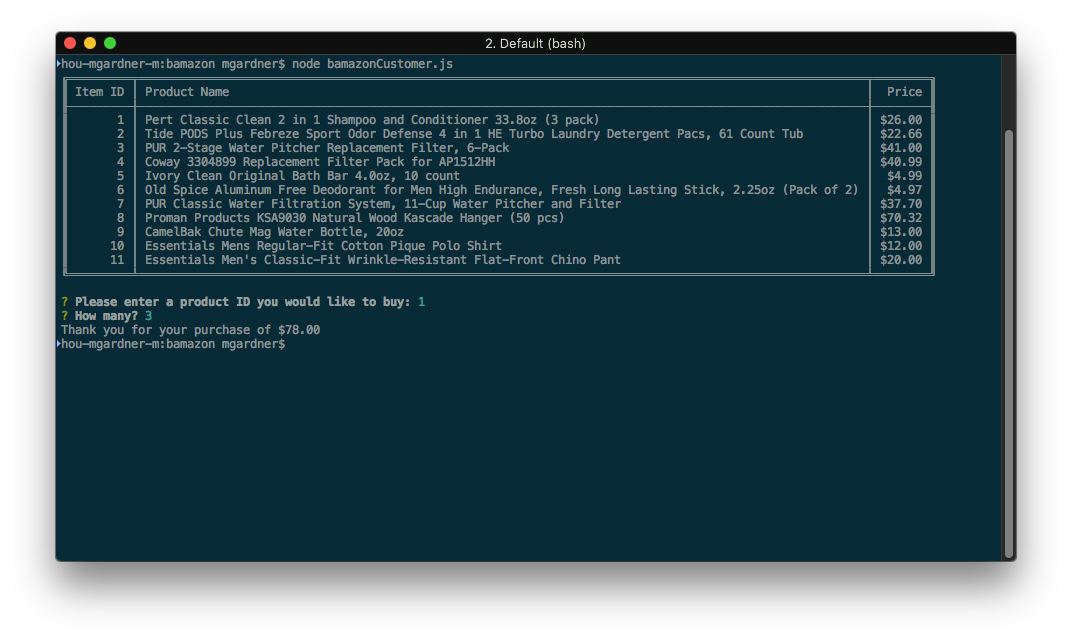 2. Default (bash)
hou-mgardner-m:bamazon mgardner$ node bamazonCustomer.js
Item ID Product Name Price
1 Pert Classic Clean 2 in 1 Shampoo and Conditioner 33.8oz (3 pack) $26.00
2 Tide PODS Plus Febreze Sport Odor Defense 4 in 1 HE Turbo Laundry Detergent Pacs, 61 Count Tub $22.66
3 PUR 2-Stage Water Pitcher Replacement Filter, 6-Pack $41.00
4 Coway 3304899 Replacement Filter Pack for AP1512HH $40.99
5 Ivory Clean Original Bath Bar 4.0oz, 10 count $4.99
6 Old Spice Aluminum Free Deodorant for Men High Endurance, Fresh Long Lasting Stick, 2.25oz (Pack of 2) $4.97
7 PUR Classic Water Filtration System, 11-Cup Water Pitcher and Filter $37.70
8 Proman Products KSA9030 Natural Wood Kascade Hanger (50 pcs) $70.32
9 CamelBak Chute Mag Water Bottle, 20oz $13.00
10 Essentials Mens Regular-Fit Cotton Pique Polo Shirt $12.00
11 Essentials Men's Classic-Fit Wrinkle-Resistant Flat-Front Chino Pant $20.00
? Please enter a product ID you would like to buy: 1
? How many? 3
Thank you for your purchase of $78.00
hou-mgardner-m:bamazon mgardner$